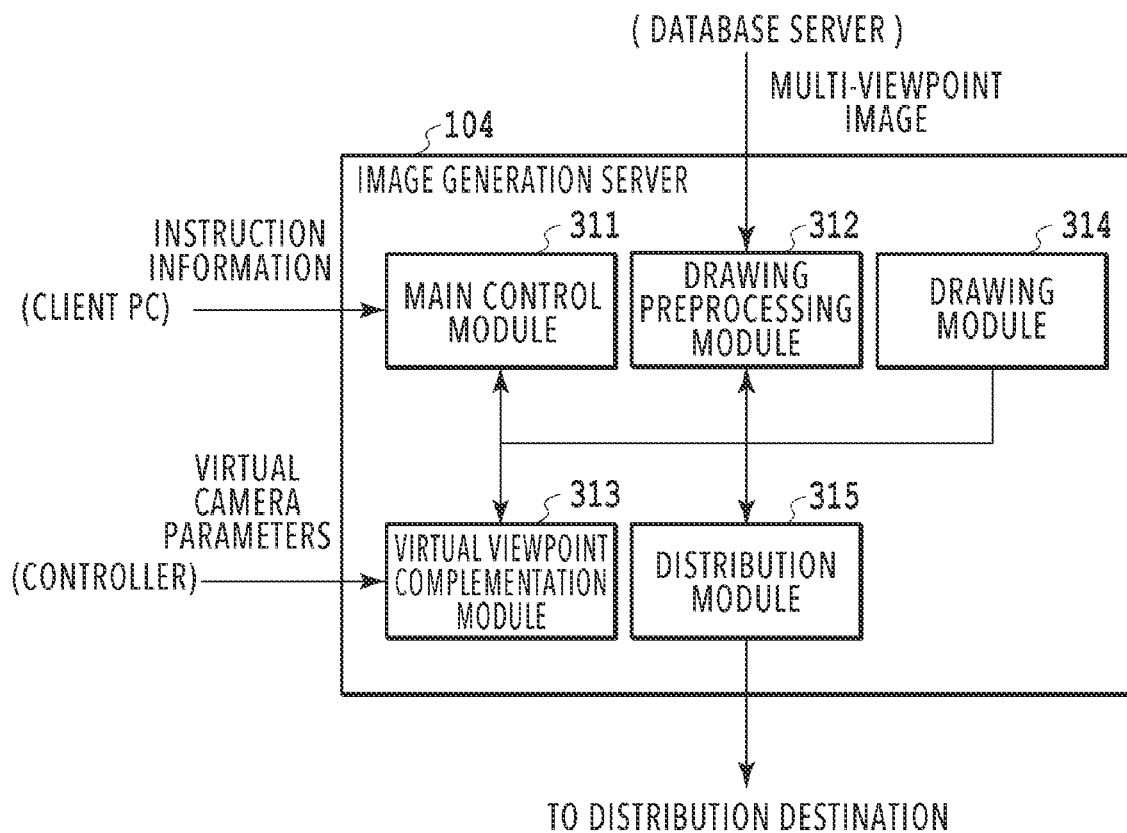 ( DATABASE SERVER )
MULTI-VIEWPOINT
IMAGE
104
IMAGE GENERATION SERVER
INSTRUCTION
INFORMATION
(CLIENT PC)
311
MAIN CONTROL
MODULE
312
DRAWING
PREPROCESSING
MODULE
314
DRAWING
MODULE
VIRTUAL
CAMERA
PARAMETERS
(CONTROLLER)
313
VIRTUAL VIEWPOINT
COMPLEMENTATION
MODULE
315
DISTRIBUTION
MODULE
TO DISTRIBUTION DESTINATION